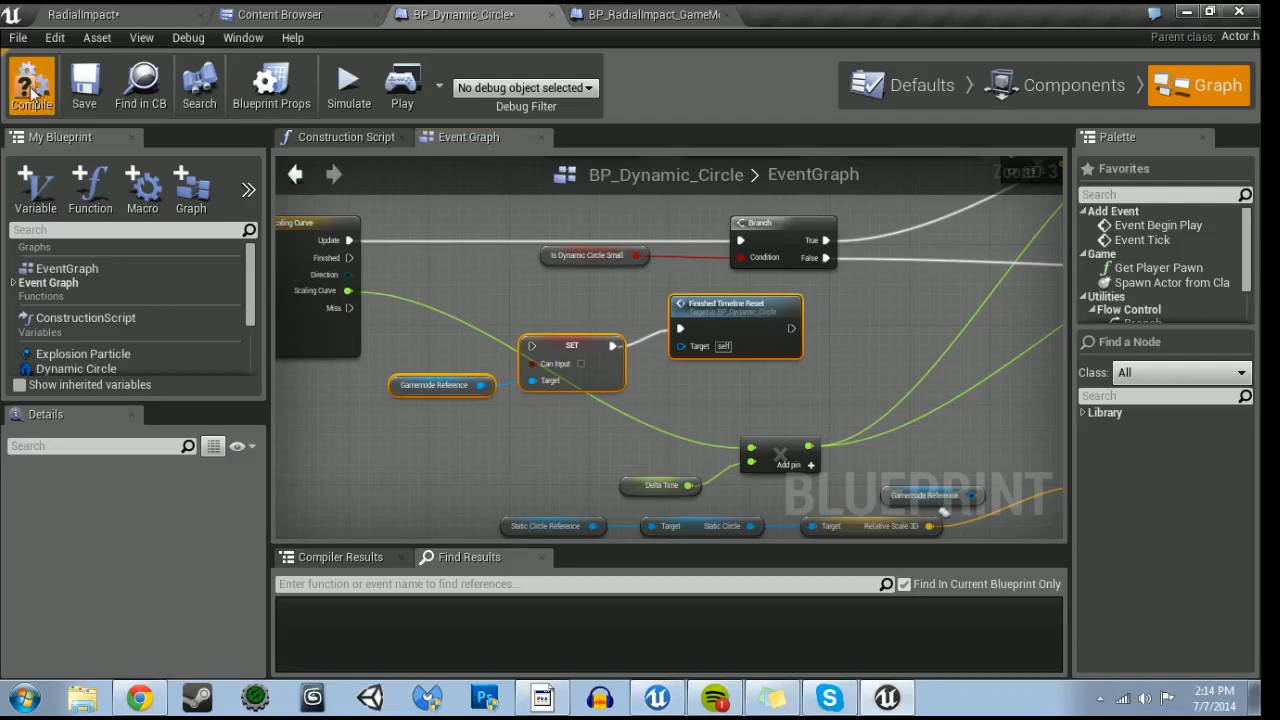 RadialImpact*
Content Browser
BP_Dynamic_Circle*
BP_RadialImpact_GameMo
File
Edit
Asset
View
Debug
Window
Help
Parent class: Actor.h
Compile
Save
Find in CB
Search
Blueprint Props
Simulate
Play
No debug object selected
Debug Filter
Defaults
Components
Graph
My Blueprint
Variable
Function
Macro
Graph
Search
Graphs
EventGraph
Event Graph
Functions
ConstructionScript
Variables
Explosion Particle
Dynamic Circle
Show inherited variables
Details
Search
Construction Script
Event Graph
BP_Dynamic_Circle > EventGraph
Zoom -3
aling Curve
Update
Finished
Direction
Scaling Curve
Miss
Is Dynamic Circle Small
Branch
True
Condition
False
Finished Timeline Reset
Target is BP_Dynamic_Circle
Target
self
SET
Can Input
Target
Gamemode Reference
Add pin
Delta Time
Gamemode Reference
Static Circle Reference
Target
Static Circle
Target
Relative Scale 3D
BLUEPRINT
Compiler Results
Find Results
Enter function or event name to find references...
Find In Current Blueprint Only
Palette
Favorites
Search
Add Event
Event Begin Play
Event Tick
Game
Get Player Pawn
Spawn Actor from Cla
Utilities
Flow Control
Find a Node
Class:
All
Search
Library
2:14 PM
7/7/2014